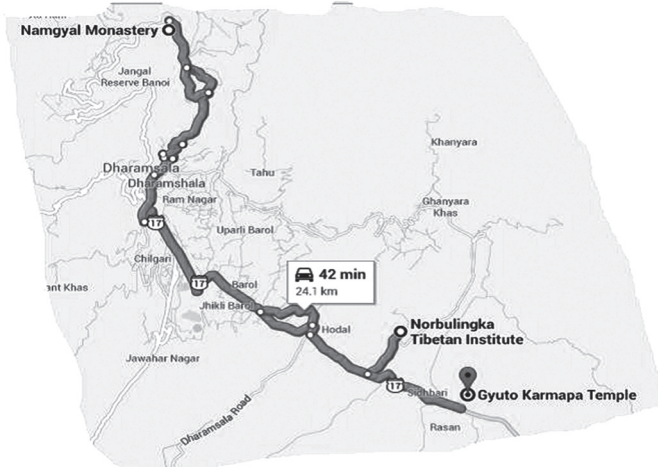 Namgyal Monastery
Jangal
Reserve Banoi
Khanyara
Dharamsala
Tahu
Dharamshala
Ram Nagar
Ghanyara
Khas
17
Uparli Barol
Chilgari
42 min
24.1 km
nt Khas
17
Barol
Jhikli Barol
Hodal
Norbulingka
Tibetan Institute
Jawahar Nagar
17
Sidhbari
Gyuto Karmapa Temple
Dharamsala Road
Rasan